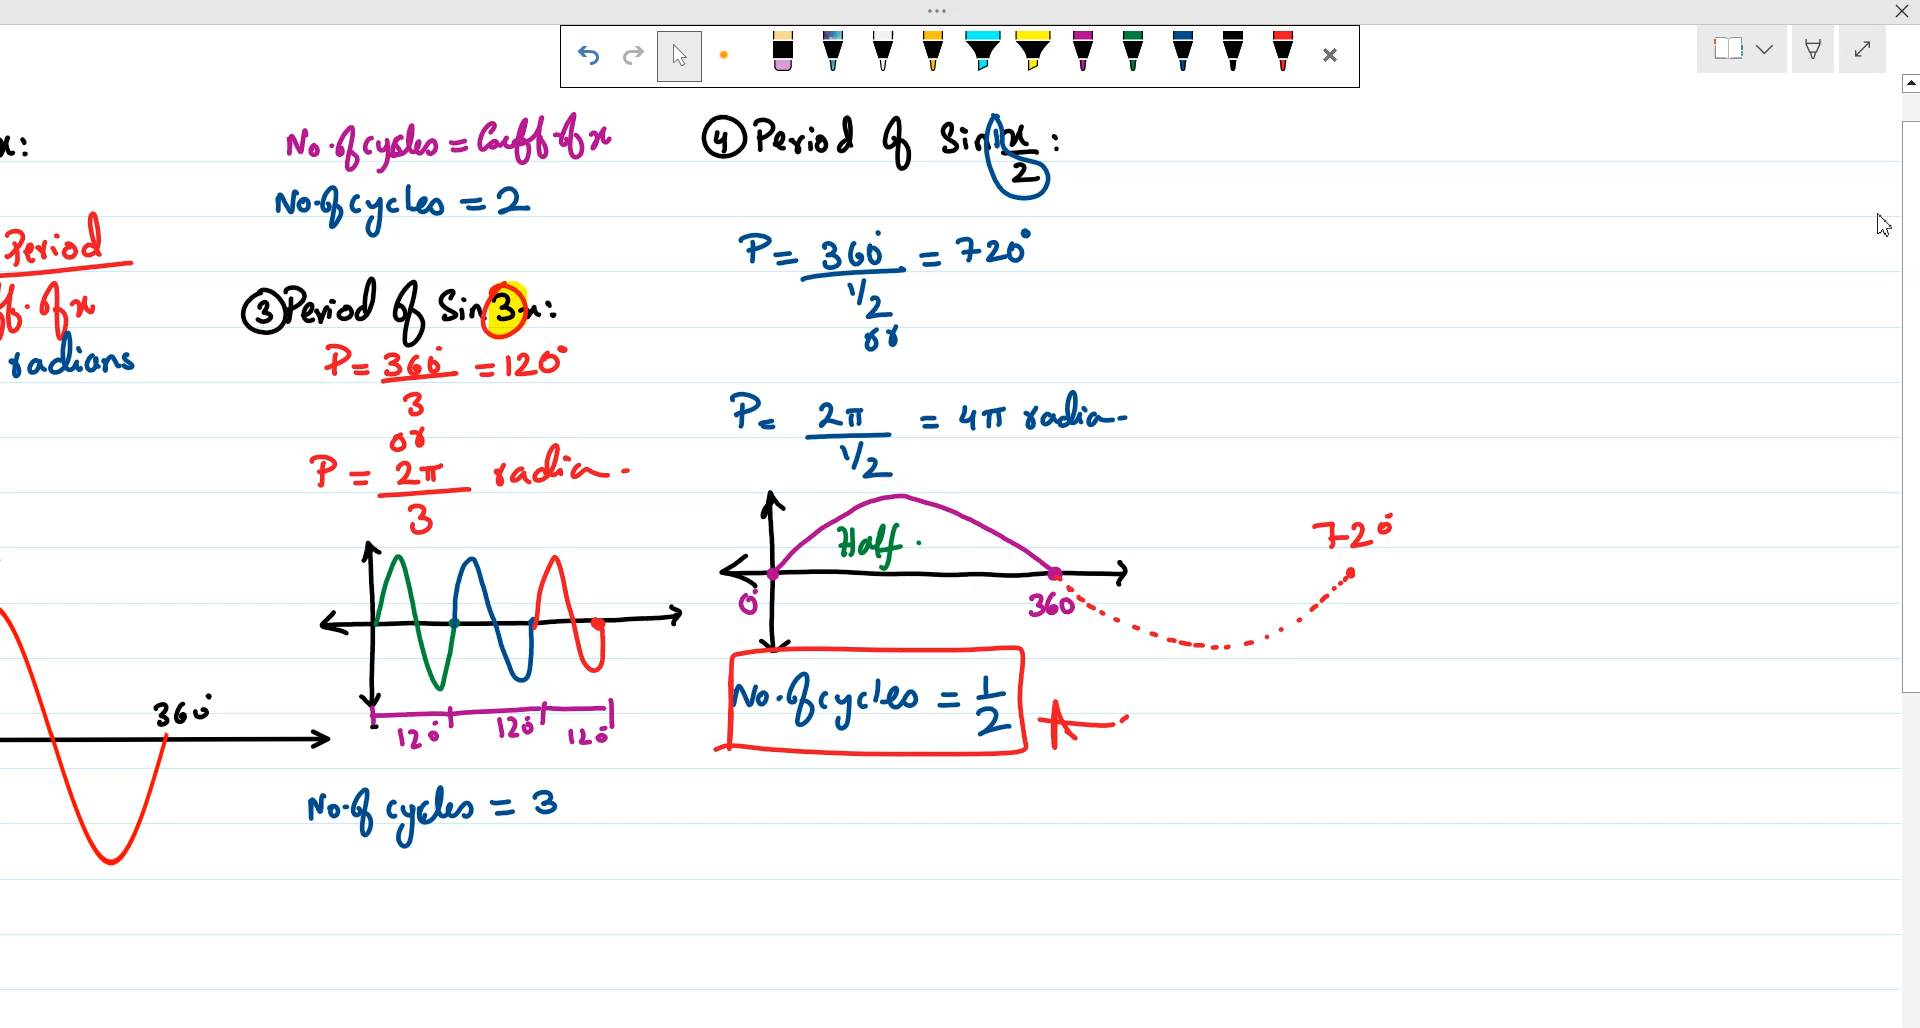 x:
Period
ff. of x
radians
360°
No. of cycles = Coeff. of x
No. of cycles = 2
③ Period of Sin 3x:
P = 360°/3 = 120°
or
P = 2π/3 radian.
120° 120° 120°
No. of cycles = 3
④ Period of Sin 1x/2 :
P = 360°/1/2 = 720°
or
P = 2π/1/2 = 4π radian
Half.
0° 360
720°
No. of cycles = 1/2